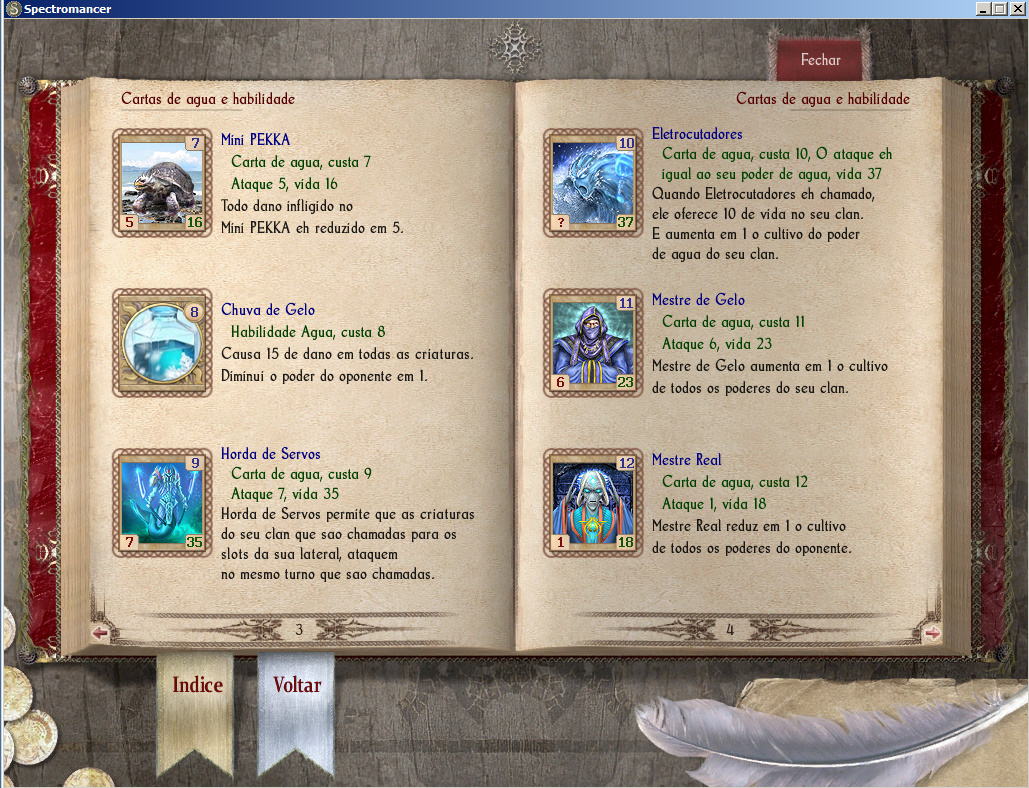 Spectromancer
Fechar
Cartas de agua e habilidade
7
5
16
Mini PEKKA
Carta de agua, custa 7
Ataque 5, vida 16
Todo dano infligido no
Mini PEKKA eh reduzido em 5.
8
Chuva de Gelo
Habilidade Agua, custa 8
Causa 15 de dano em todas as criaturas.
Diminui o poder do oponente em 1.
9
7
35
Horda de Servos
Carta de agua, custa 9
Ataque 7, vida 35
Horda de Servos permite que as criaturas
do seu clan que sao chamadas para os
slots da sua lateral, ataquem
no mesmo turno que sao chamadas.
3
Cartas de agua e habilidade
10
?
37
Eletrocutadores
Carta de agua, custa 10, O ataque eh
igual ao seu poder de agua, vida 37
Quando Eletrocutadores eh chamado,
ele oferece 10 de vida no seu clan.
E aumenta em 1 o cultivo do poder
de agua do seu clan.
11
6
23
Mestre de Gelo
Carta de agua, custa 11
Ataque 6, vida 23
Mestre de Gelo aumenta em 1 o cultivo
de todos os poderes do seu clan.
12
1
18
Mestre Real
Carta de agua, custa 12
Ataque 1, vida 18
Mestre Real reduz em 1 o cultivo
de todos os poderes do oponente.
4
Indice
Voltar